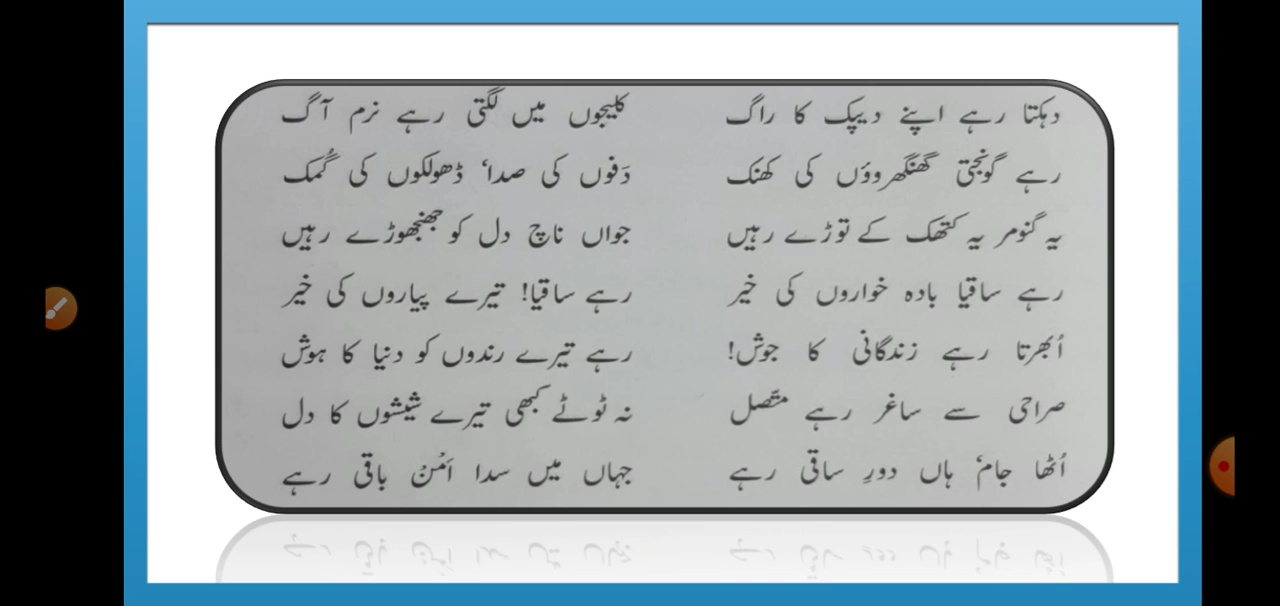 دہکتا رہے اپنے دیپک کا راگ کلیجوں میں لگتی رہے نرم آگ
رہے گونجتی گھنگھروؤں کی کھنک دَفوں کی صدا، ڈھولکوں کی گُمک
یہ گنومر یہ کتھک کے توڑے رہیں جواں ناچ دل کو جھنجھوڑے رہیں
رہے ساقیا بادہ خواروں کی خیر رہے ساقیا! تیرے پیاروں کی خیر
اُبھرتا رہے زندگانی کا جوش! رہے تیرے رندوں کو دنیا کا ہوش
صراحی سے ساغر رہے متّصل نہ ٹوٹے کبھی تیرے شیشوں کا دل
اُٹھا جام، ہاں دورِ ساقی رہے جہاں میں سدا اَمْنْ باقی رہے